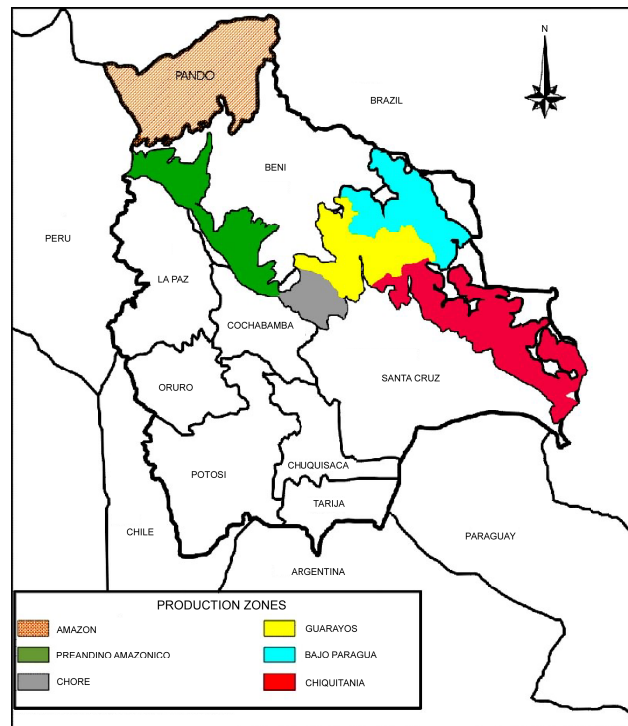 N
PANDO
BRAZIL
BENI
PERU
LA PAZ
COCHABAMBA
ORURO
SANTA CRUZ
CHUQUISACA
POTOSI
TARIJA
CHILE
PARAGUAY
ARGENTINA
PRODUCTION ZONES
AMAZON
PREANDINO AMAZONICO
CHORE
GUARAYOS
BAJO PARAGUA
CHIQUITANIA